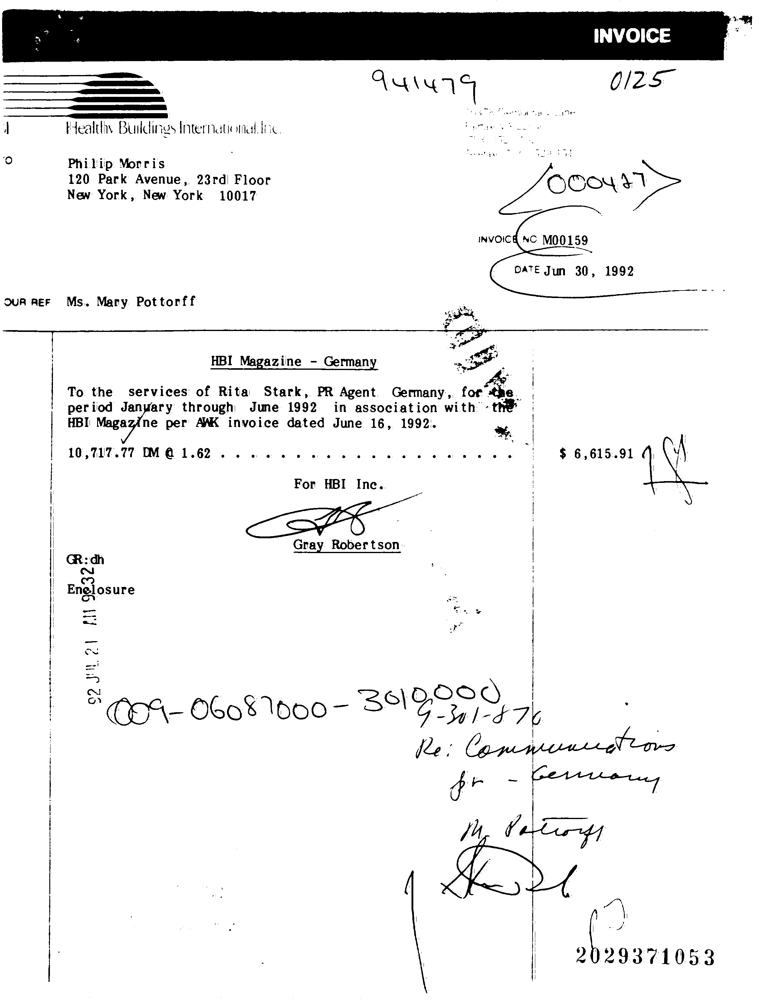 INVOICE
941479
0125
Healthy Buildings International, Inc.
Philip Morris
120 Park Avenue, 23rd Floor
New York, New York 10017
000427
INVOICE NO M00159
DATE Jun 30, 1992
OUR REF Ms. Mary Pottorff
HBI Magazine - Germany
To the services of Rita Stark, PR Agent Germany, for the
period January through June 1992 in association with the
HBI Magazine per AWK invoice dated June 16, 1992.
10,717.77 DM @ 1.62 . . . . . . . . . . . . . . . . . . . . . $ 6,615.91
For HBI Inc.
Gray Robertson
GR:dh
Enclosure
92 JUL 21 AM 9:32
009-06087000-3010000
9-301-870
Re: Communications
for - Germany
M. Pottorff
2029371053